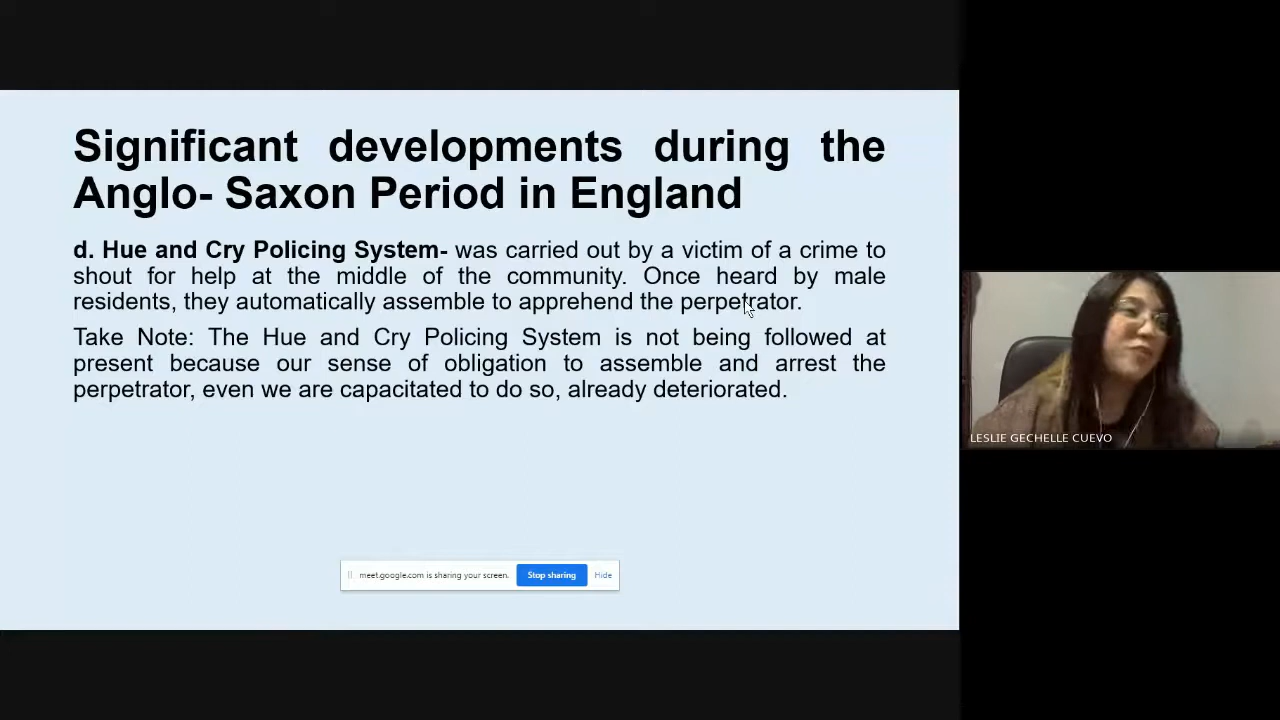 Significant developments during the
Anglo- Saxon Period in England
d. Hue and Cry Policing System- was carried out by a victim of a crime to
shout for help at the middle of the community. Once heard by male
residents, they automatically assemble to apprehend the perpetrator.
Take Note: The Hue and Cry Policing System is not being followed at
present because our sense of obligation to assemble and arrest the
perpetrator, even we are capacitated to do so, already deteriorated.
LESLIE GECHELLE CUEVO
meet.google.com is sharing your screen. Stop sharing Hide